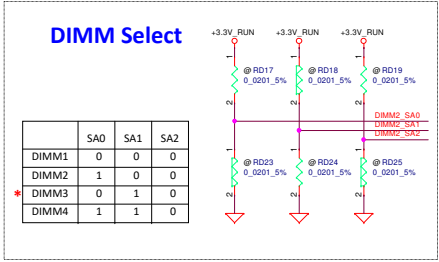 DIMM Select
+3.3V_RUN +3.3V_RUN +3.3V_RUN
1 1 1
@ RD17 @ RD18 @ RD19
0_0201_5% 0_0201_5% 0_0201_5%
2 2 2
DIMM2_SA0
DIMM2_SA1
DIMM2_SA2
1 1 1
@ RD23 @ RD24 @ RD25
0_0201_5% 0_0201_5% 0_0201_5%
2 2 2
SA0 SA1 SA2
DIMM1 0 0 0
DIMM2 1 0 0
* DIMM3 0 1 0
DIMM4 1 1 0